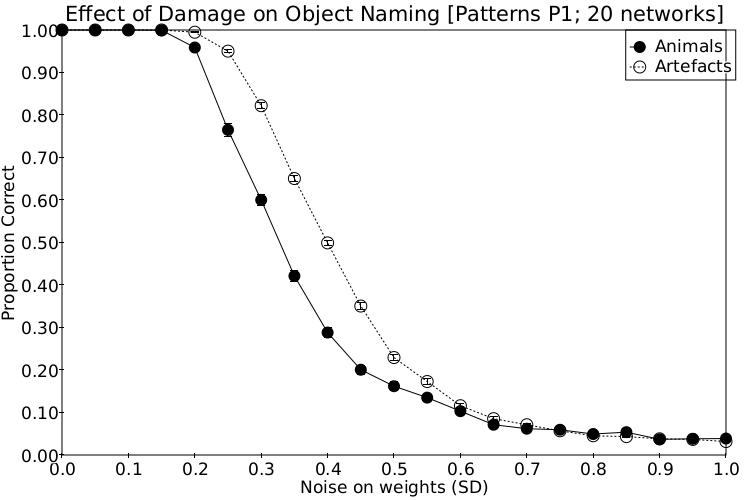 Effect of Damage on Object Naming [Patterns P1; 20 networks]
Animals
Artefacts
Proportion Correct
1.00
0.90
0.80
0.70
0.60
0.50
0.40
0.30
0.20
0.10
0.00
0.0 0.1 0.2 0.3 0.4 0.5 0.6 0.7 0.8 0.9 1.0
Noise on weights (SD)